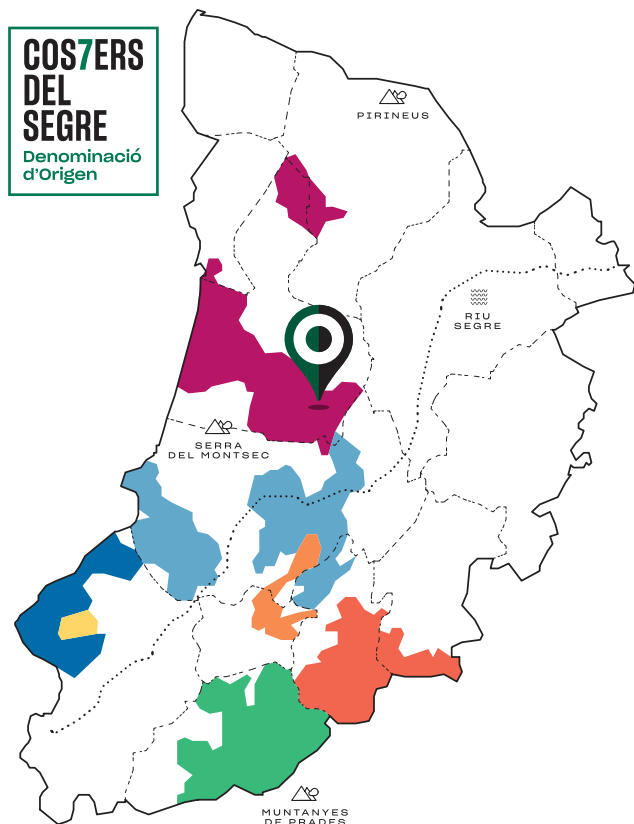 COS7ERS
DEL
SEGRE
Denominació
d'Origen
PIRINEUS
RIU
SEGRE
SERRA
DEL MONTSEC
MUNTANYES
DE PRADES